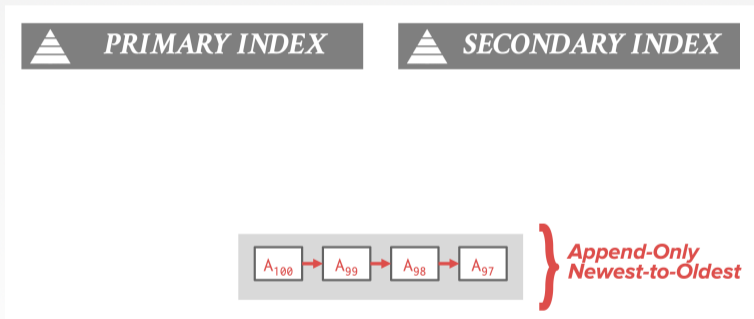 PRIMARY INDEX
SECONDARY INDEX
A100
A99
A98
A97
Append-Only
Newest-to-Oldest